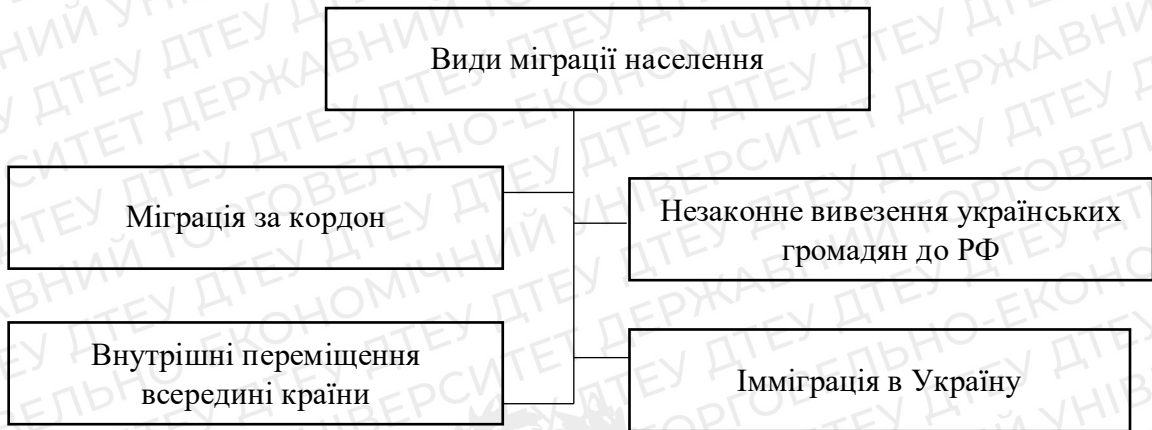 Види міграції населення
Міграція за кордон
Незаконне вивезення українських
громадян до РФ
Внутрішні переміщення
всередині країни
Імміграція в Україну